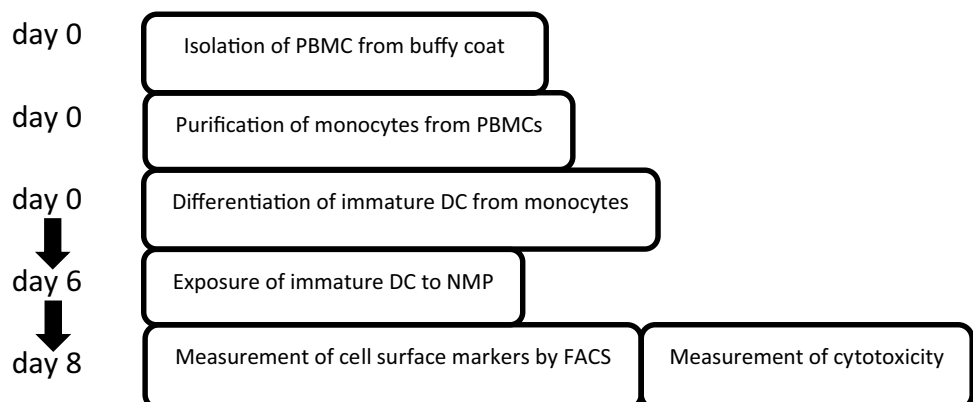 day 0
Isolation of PBMC from buffy coat
day 0
Purification of monocytes from PBMCs
day 0
Differentiation of immature DC from monocytes
day 6
Exposure of immature DC to NMP
day 8
Measurement of cell surface markers by FACS
Measurement of cytotoxicity